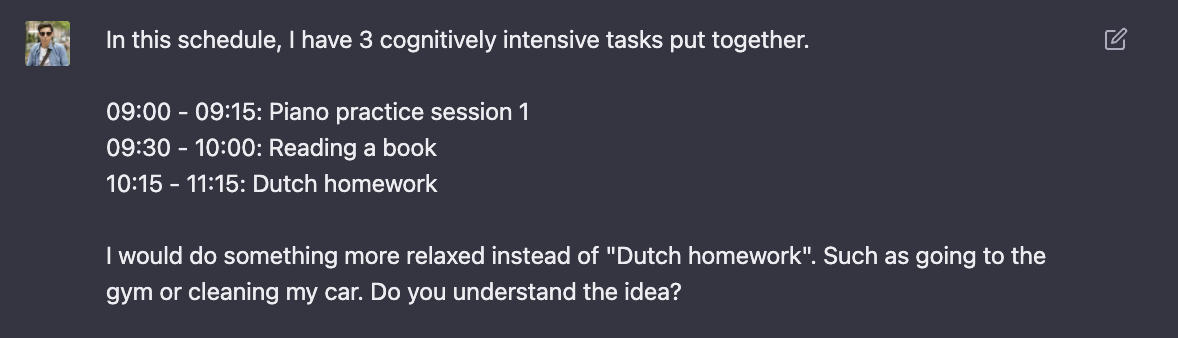 In this schedule, I have 3 cognitively intensive tasks put together.
09:00 - 09:15: Piano practice session 1
09:30 - 10:00: Reading a book
10:15 - 11:15: Dutch homework
I would do something more relaxed instead of "Dutch homework". Such as going to the
gym or cleaning my car. Do you understand the idea?